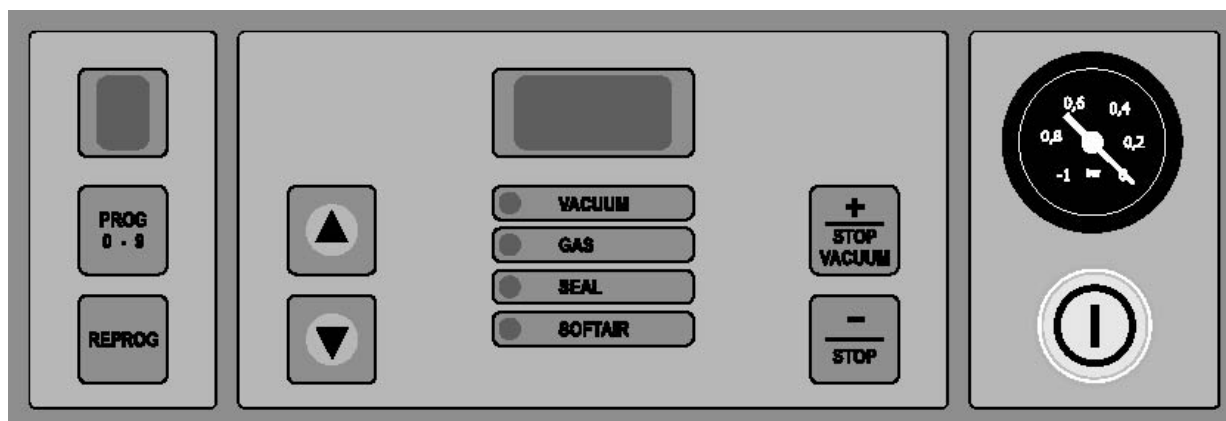 PROG
0 - 9
REPROG
VACUUM
GAS
SEAL
SOFTAIR
+
STOP
VACUUM
-
STOP
0,6 0,4
0,8 0,2
-1 bar 0